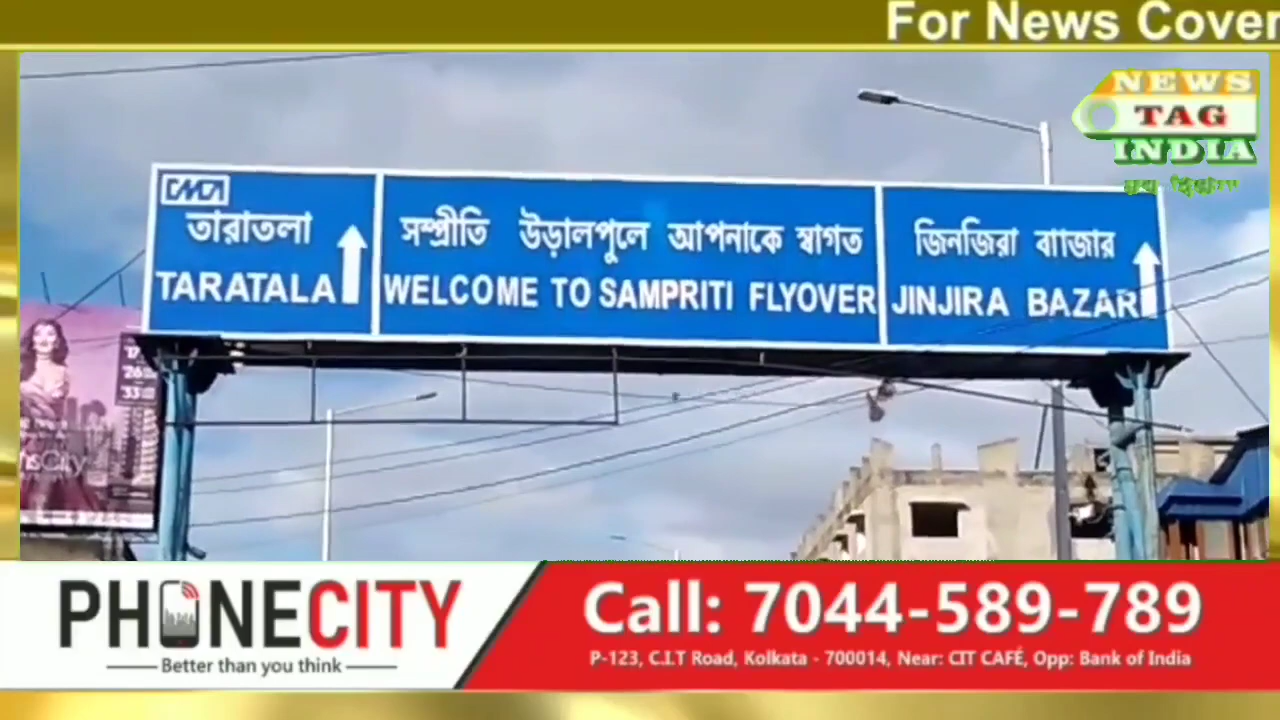 For News Cover
NEWS
TAG
INDIA
CMCA
তারাতলা
TARATALA
সম্প্রীতি উড়ালপুলে আপনাকে স্বাগত
WELCOME TO SAMPRITI FLYOVER
জিনজিরা বাাজার
JINJIRA BAZAR
PHONECITY
Better than you think
Call: 7044-589-789
P-123, C.I.T Road, Kolkata - 700014, Near: CIT CAFÉ, Opp: Bank of India